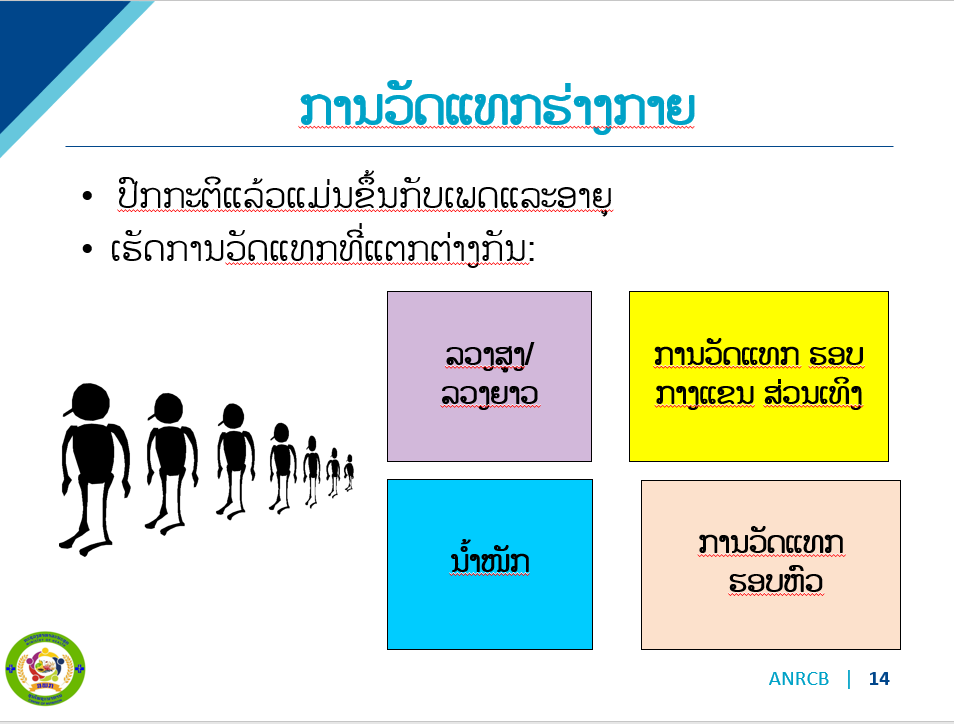 ການວັດແທກຮ່າງກາຍ
• ປົກກະຕິແລ້ວແມ່ນຂຶ້ນກັບເພດແລະອາຍຸ
• ເຮັດການວັດແທກທີ່ແຕກຕ່າງກັນ:
ລວງສູງ/
ລວງຍາວ
ການວັດແທກ ຮອບ
ກາງແຂນ ສ່ວນເທິງ
ນ້ຳໜັກ
ການວັດແທກ
ຮອບຫົວ
ANRCB | 14